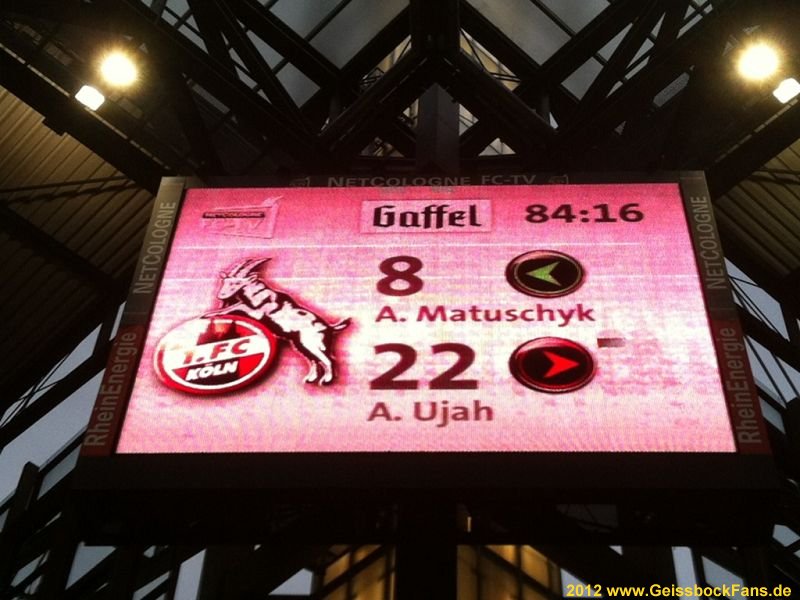 NETCOLOGNE FC-TV
NETCOLOGNE
RheinEnergie
NETCOLOGNE
Gaffel
84:16
8
A. Matuschyk
1. FC
KÖLN
22
A. Ujah
NETCOLOGNE
RheinEnergie
2012 www.GeissbockFans.de